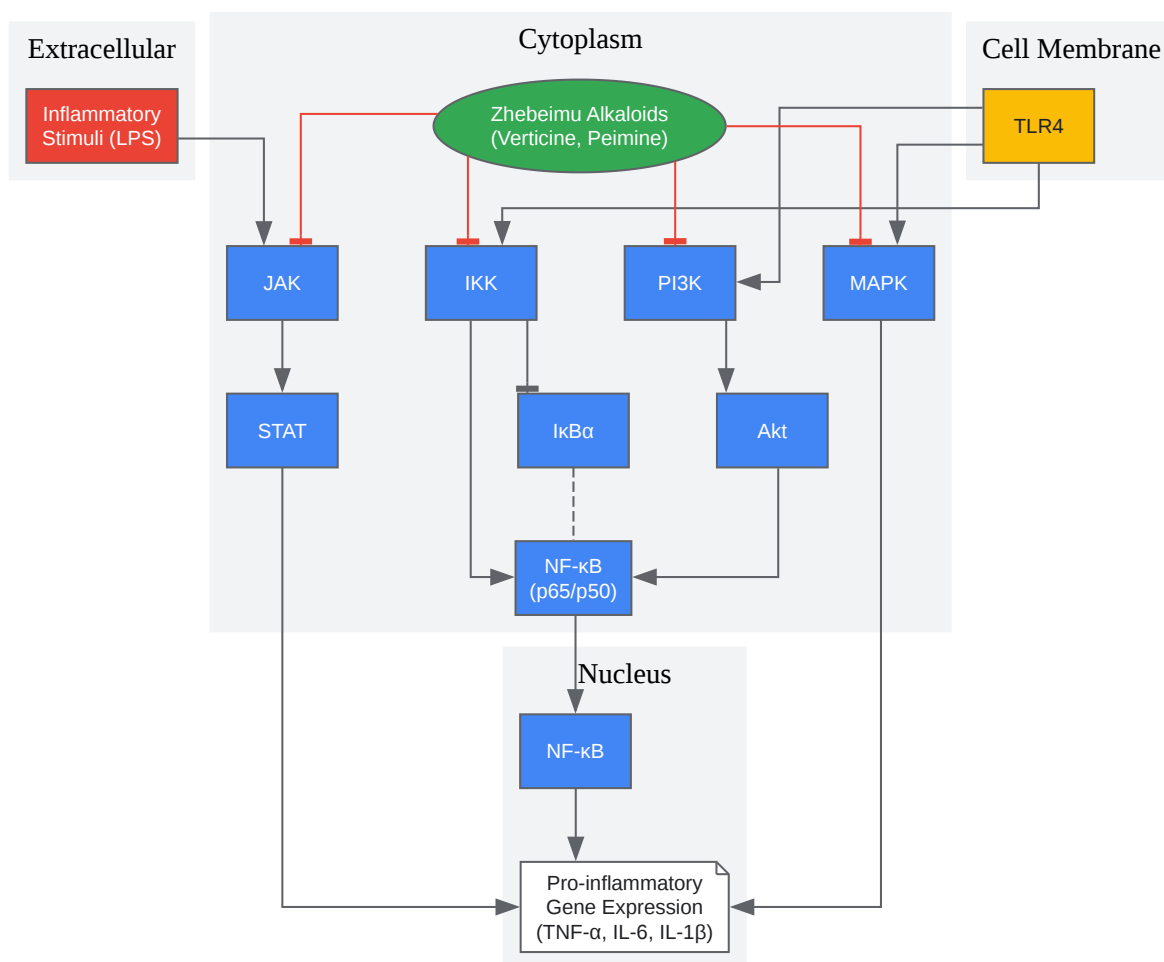 Extracellular
Cytoplasm
Cell Membrane
Inflammatory
Stimuli (LPS)
Zhebeimu Alkaloids
(Verticine, Peimine)
TLR4
JAK
IKK
PI3K
MAPK
STAT
IκBα
Akt
NF-κB
(p65/p50)
Nucleus
NF-κB
Pro-inflammatory
Gene Expression
(TNF-α, IL-6, IL-1β)